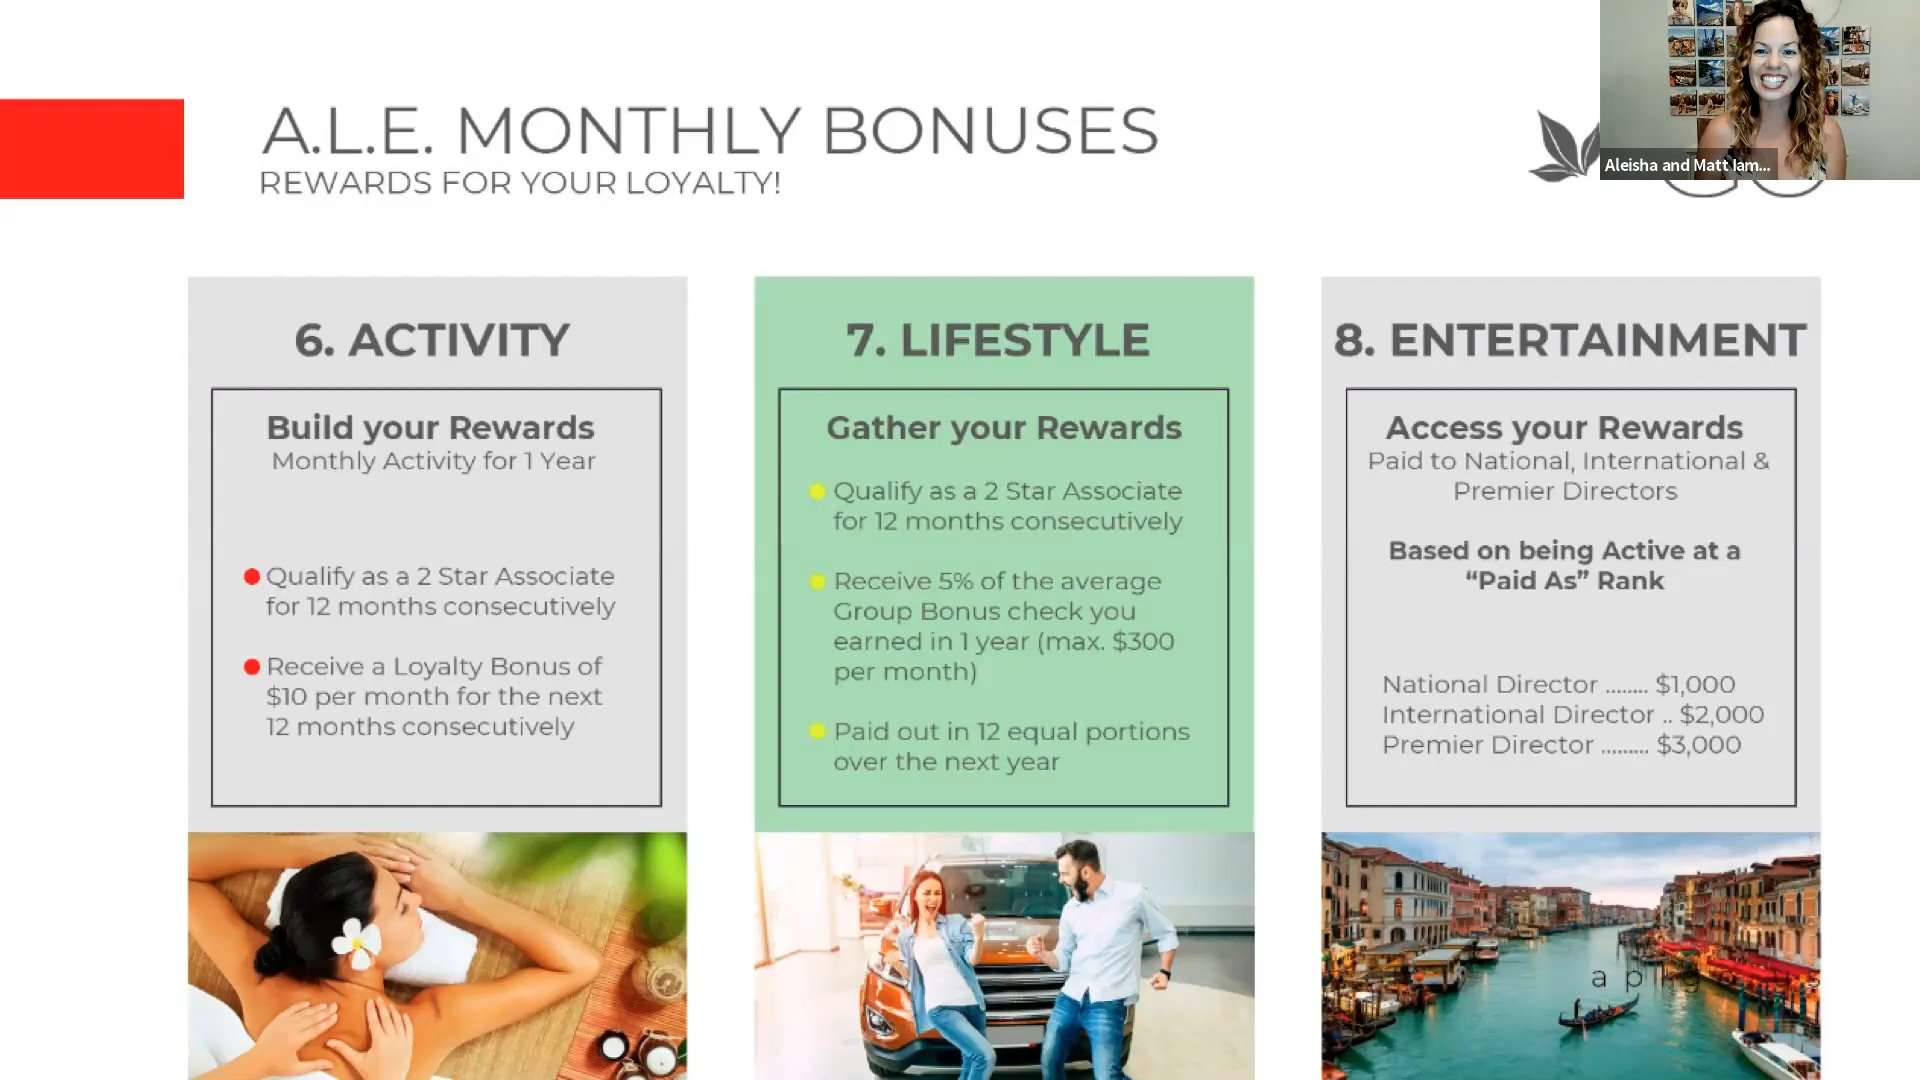 A.L.E. MONTHLY BONUSES
REWARDS FOR YOUR LOYALTY!
Aleisha and Matt Iam...
6. ACTIVITY
Build your Rewards
Monthly Activity for 1 Year
Qualify as a 2 Star Associate
for 12 months consecutively
Receive a Loyalty Bonus of
$10 per month for the next
12 months consecutively
7. LIFESTYLE
Gather your Rewards
Qualify as a 2 Star Associate
for 12 months consecutively
Receive 5% of the average
Group Bonus check you
earned in 1 year (max. $300
per month)
Paid out in 12 equal portions
over the next year
8. ENTERTAINMENT
Access your Rewards
Paid to National, International &
Premier Directors
Based on being Active at a
“Paid As” Rank
National Director ........ $1,000
International Director .. $2,000
Premier Director ......... $3,000